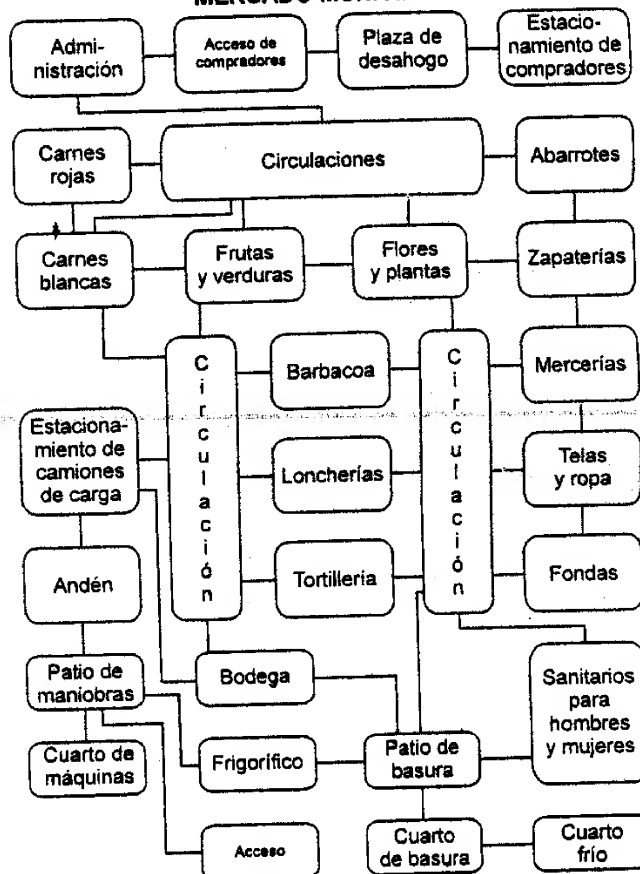 MERCADO
Admi-
nistración
Acceso de
compradores
Plaza de
desahogo
Estacio-
namiento de
compradores
Carnes
rojas
Circulaciones
Abarrotes
Carnes
blancas
Frutas
y verduras
Flores
y plantas
Zapaterías
Circulación
Barbacoa
Circulación
Mercerías
Estaciona-
miento de
camiones
de carga
Loncherías
Telas
y ropa
Andén
Tortillería
Fondas
Patio de
maniobras
Bodega
Sanitarios
para
hombres
y mujeres
Cuarto de
máquinas
Frigorífico
Patio de
basura
Acceso
Cuarto
de basura
Cuarto
frío